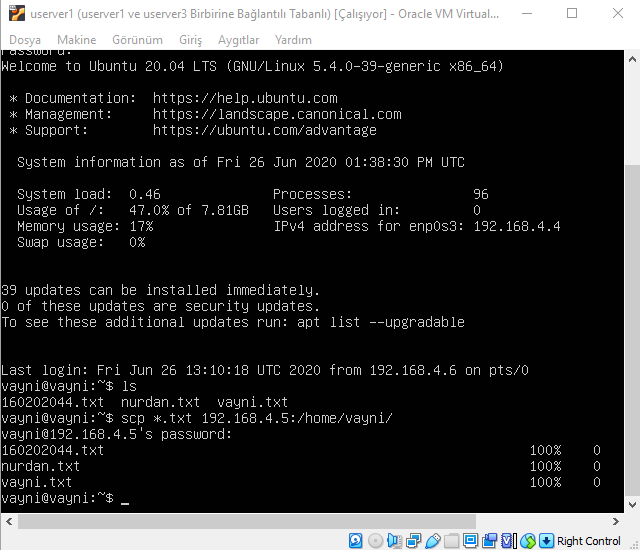 userver1 (userver1 ve userver3 Birbirine Bağlantılı Tabanlı) [Çalışıyor] - Oracle VM Virtual...
Dosya Makine Görünüm Giriş Aygıtlar Yardım
Password:
Welcome to Ubuntu 20.04 LTS (GNU/Linux 5.4.0-39-generic x86_64)
* Documentation: https://help.ubuntu.com
* Management: https://landscape.canonical.com
* Support: https://ubuntu.com/advantage
System information as of Fri 26 Jun 2020 01:38:30 PM UTC
System load: 0.46 Processes: 96
Usage of /: 47.0% of 7.81GB Users logged in: 0
Memory usage: 17% IPv4 address for enp0s3: 192.168.4.4
Swap usage: 0%
39 updates can be installed immediately.
0 of these updates are security updates.
To see these additional updates run: apt list --upgradable
Last login: Fri Jun 26 13:10:18 UTC 2020 from 192.168.4.6 on pts/0
vayni@vayni:~$ ls
160202044.txt nurdan.txt vayni.txt
vayni@vayni:~$ scp *.txt 192.168.4.5:/home/vayni/
vayni@192.168.4.5's password:
160202044.txt 100% 0
nurdan.txt 100% 0
vayni.txt 100% 0
vayni@vayni:~$ _
Right Control